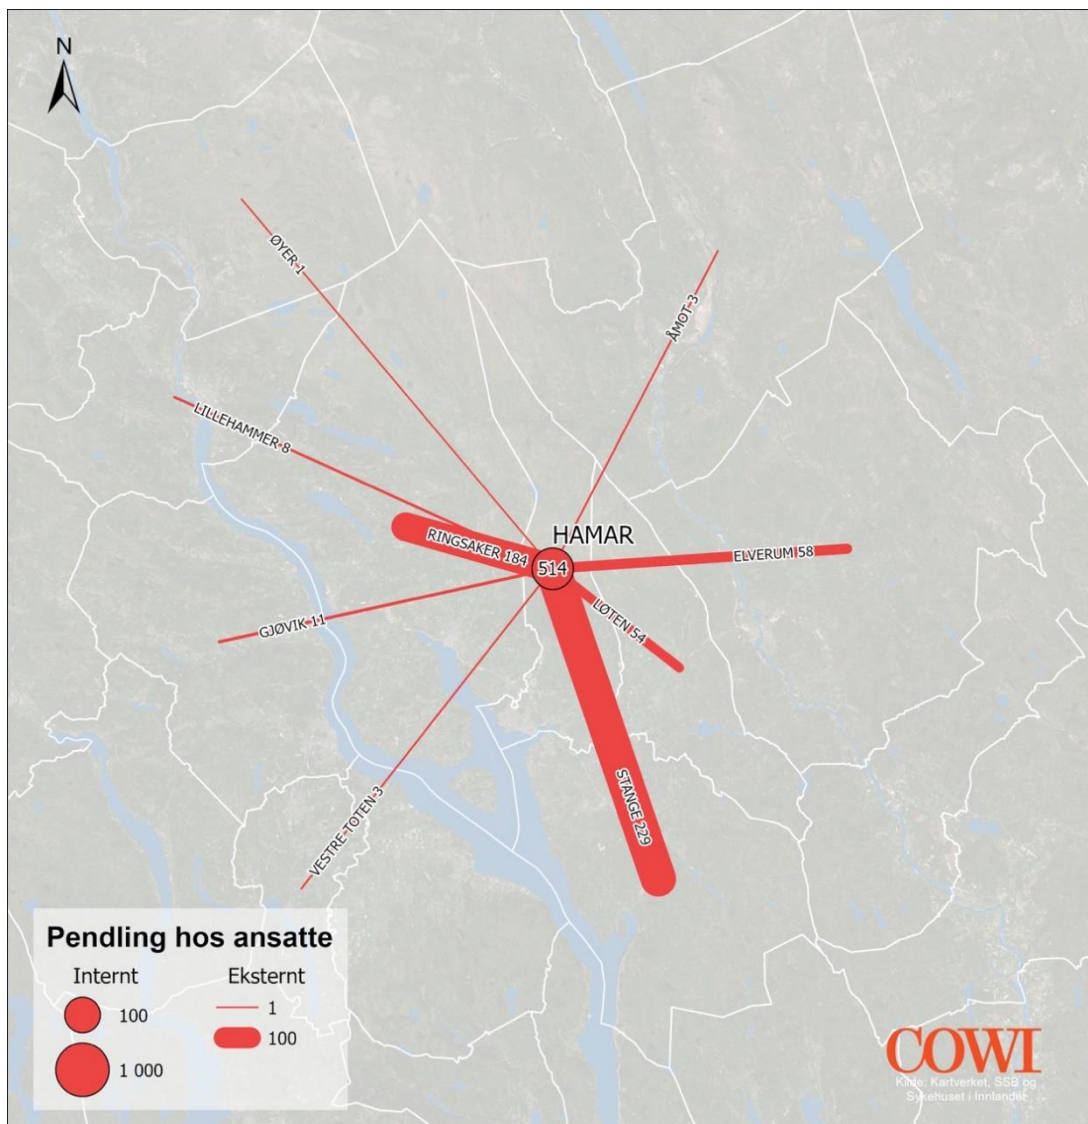 N
ØYER 1
ÅMOT 3
LILLEHAMMER 8
HAMAR
RINGSAKER 184
514
ELVERUM 58
LØTEN 54
GJØVIK 11
STANGE 229
VESTRE TOTEN 3
Pendling hos ansatte
Internt
Eksternt
100
1
1 000
100
COWI
Kilde: Kartverket, SSB og
Sykehuset i Innlandet